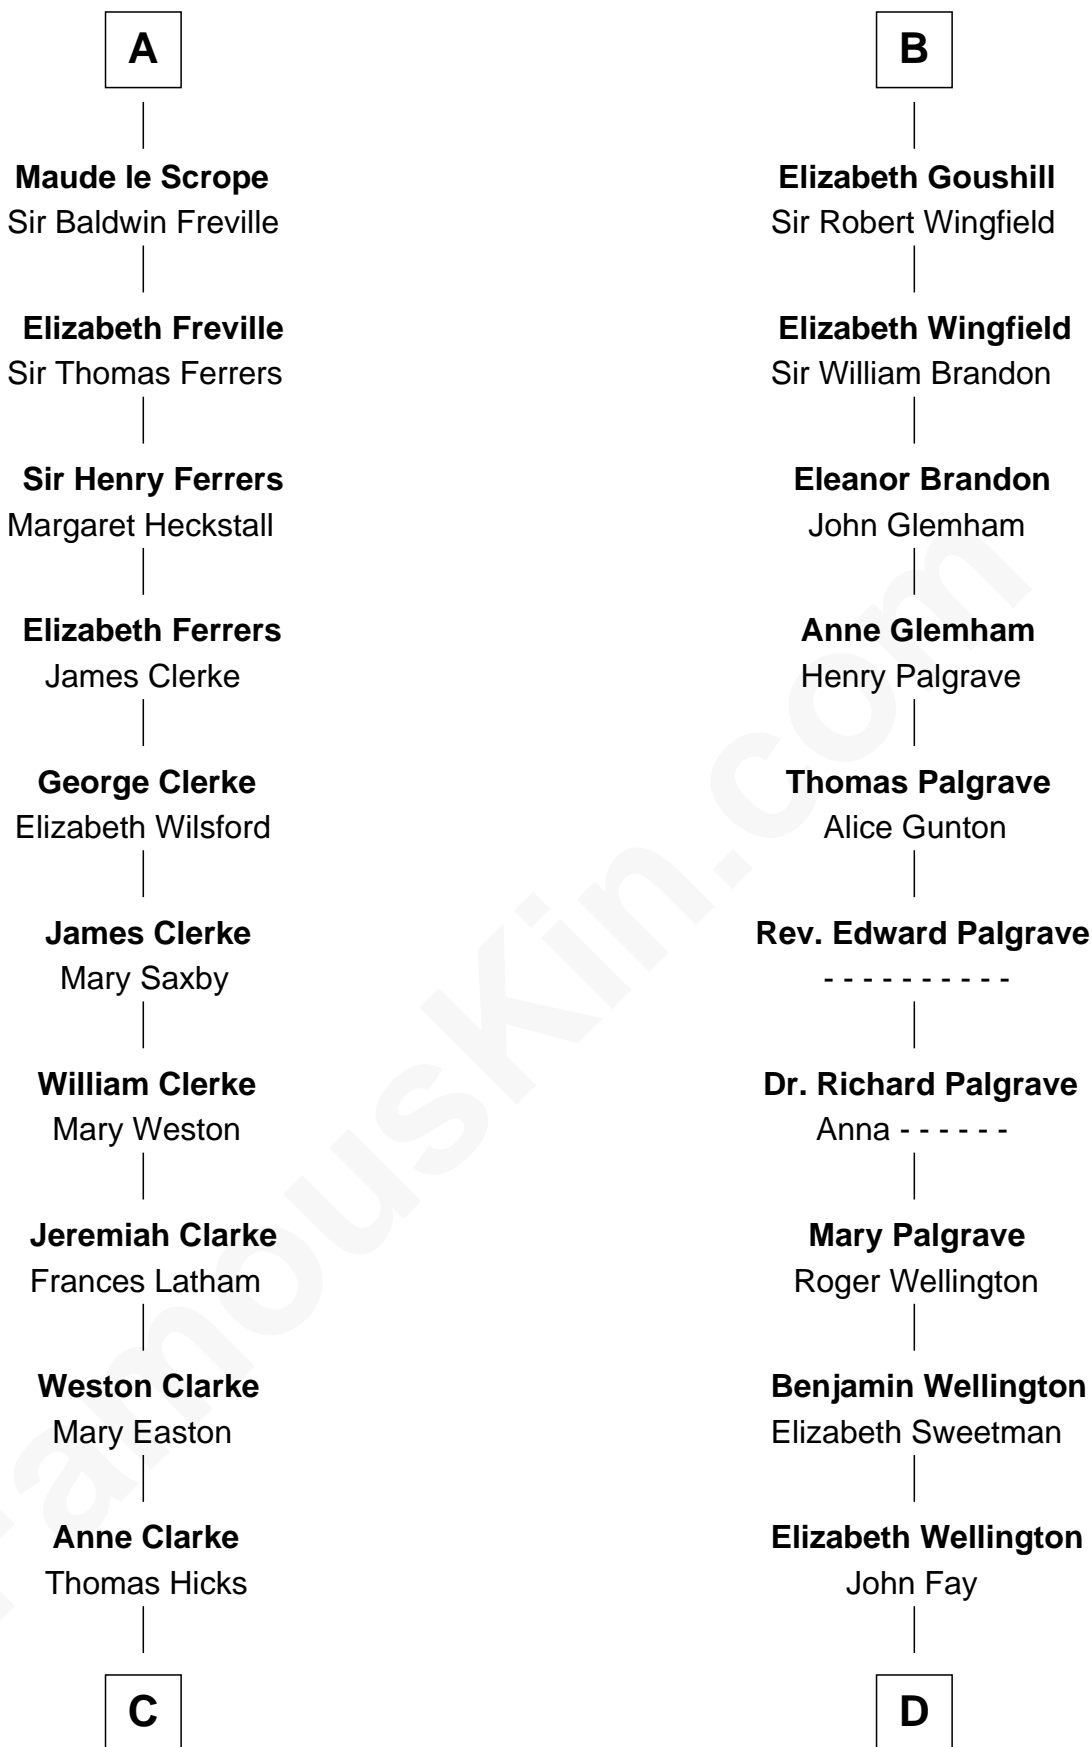 A
Maude le Scrope
Sir Baldwin Freville
Elizabeth Freville
Sir Thomas Ferrers
Sir Henry Ferrers
Margaret Heckstall
Elizabeth Ferrers
James Clerke
George Clerke
Elizabeth Wilsford
James Clerke
Mary Saxby
William Clerke
Mary Weston
Jeremiah Clarke
Frances Latham
Weston Clarke
Mary Easton
Anne Clarke
Thomas Hicks
C
B
Elizabeth Goushill
Sir Robert Wingfield
Elizabeth Wingfield
Sir William Brandon
Eleanor Brandon
John Glemham
Anne Glemham
Henry Palgrave
Thomas Palgrave
Alice Gunton
Rev. Edward Palgrave
- - - - - - - - - -
Dr. Richard Palgrave
Anna - - - - - -
Mary Palgrave
Roger Wellington
Benjamin Wellington
Elizabeth Sweetman
Elizabeth Wellington
John Fay
D
FamousKin.com